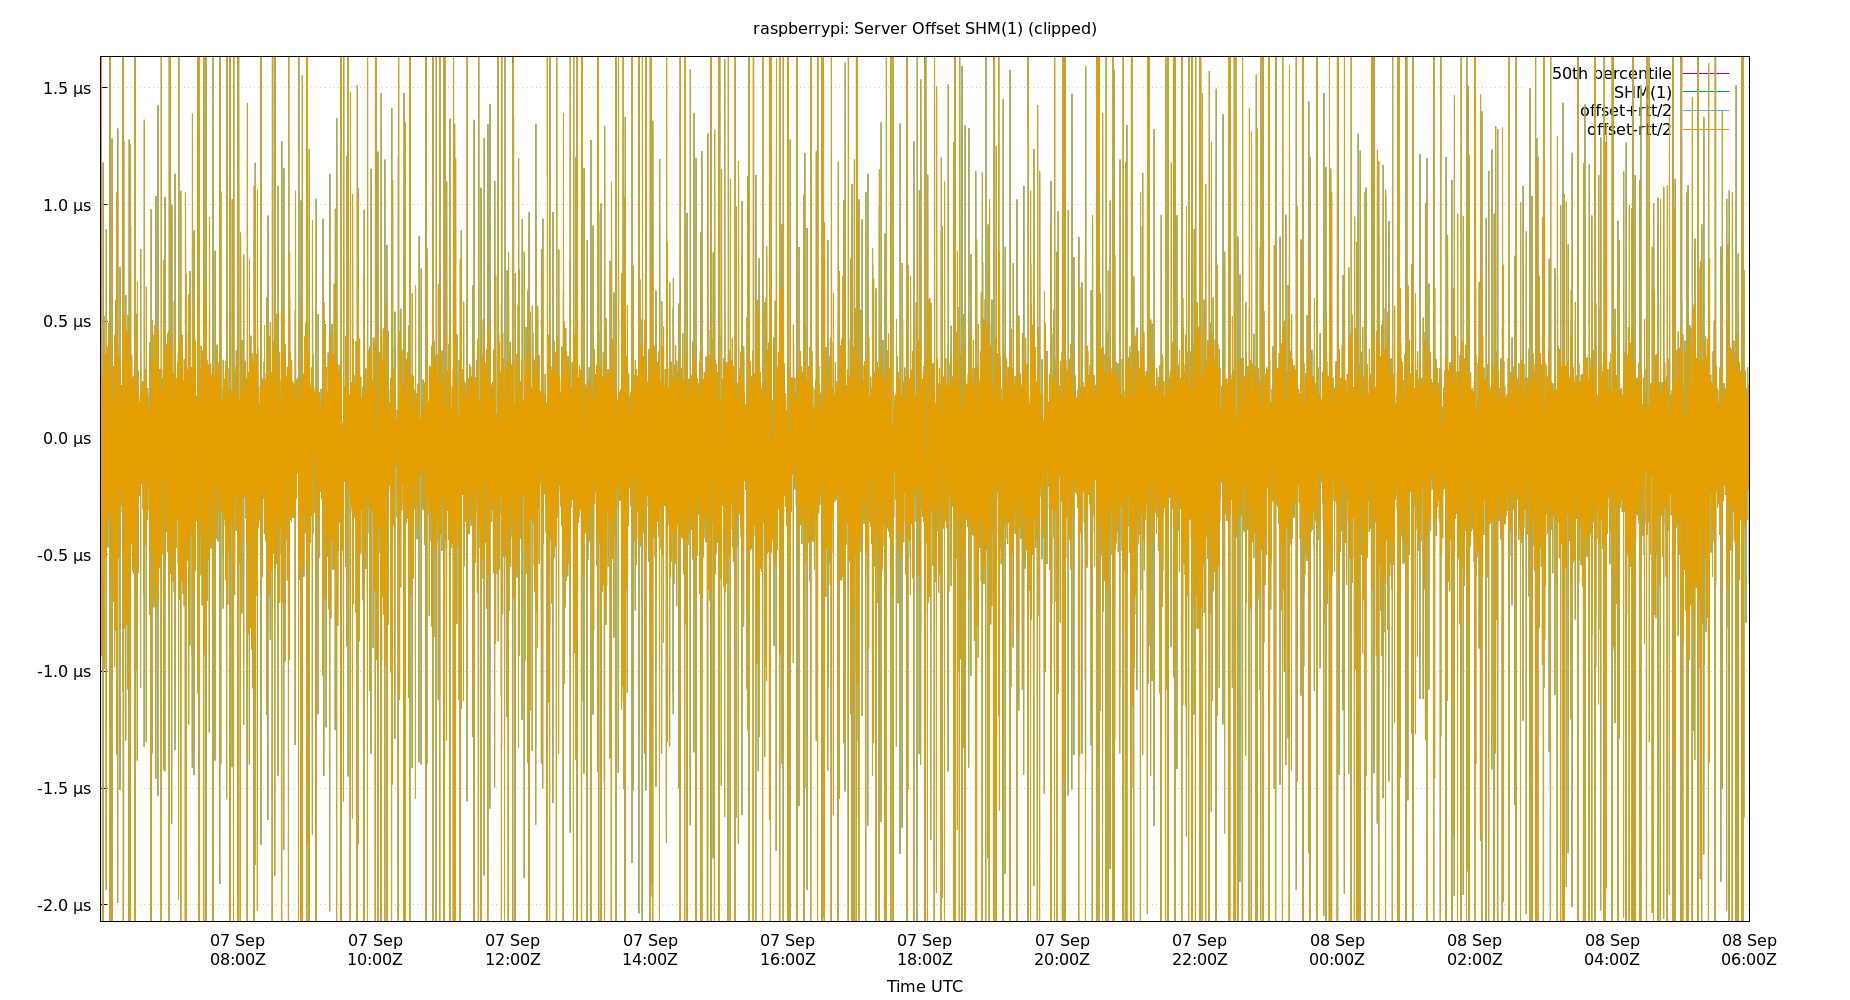 raspberrypi: Server Offset SHM(1) (clipped)
50th percentile
SHM(1)
offset+rtt/2
offset-rtt/2
1.5 µs
1.0 µs
0.5 µs
0.0 µs
-0.5 µs
-1.0 µs
-1.5 µs
-2.0 µs
07 Sep 07 Sep 07 Sep 07 Sep 07 Sep 07 Sep 07 Sep 07 Sep 08 Sep 08 Sep 08 Sep 08 Sep
08:00Z 10:00Z 12:00Z 14:00Z 16:00Z 18:00Z 20:00Z 22:00Z 00:00Z 02:00Z 04:00Z 06:00Z
Time UTC